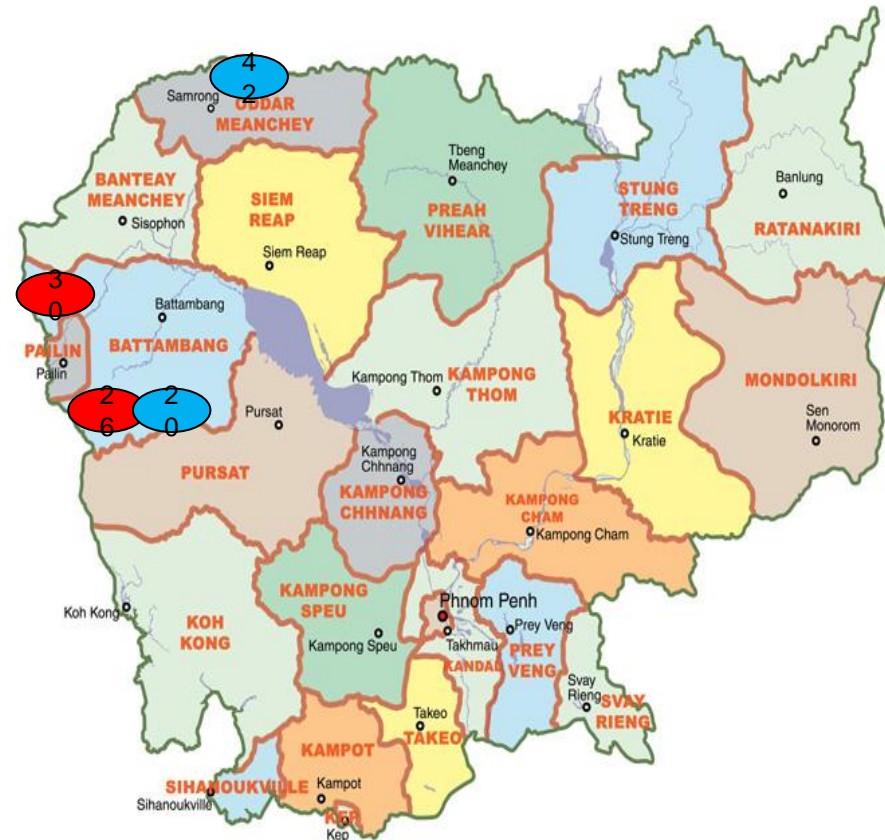 4
2
Samrong
ODDAR
MEANCHEY
Tbeng
Meanchey
BANTEAY
MEANCHEY
Sisophon
SIEM
REAP
Siem Reap
PREAH
VIHEAR
STUNG
TRENG
Stung Treng
Banlung
RATANAKIRI
3
0
Battambang
BATTAMBANG
PAILIN
Pailin
2
6
2
0
Pursat
PURSAT
Kampong Thom
KAMPONG
THOM
KRATIE
Kratie
MONDOLKIRI
Sen
Monorom
Kampong
Chhnang
KAMPONG
CHHNANG
KAMPONG
CHAM
Kampong Cham
Koh Kong
KOH
KONG
KAMPONG
SPEU
Kampong Speu
Phnom Penh
Takhmau
KANDAL
Prey Veng
PREY
VENG
Svay
Rieng
SVAY
RIENG
Takeo
TAKEO
KAMPOT
Kampot
SIHANOUKVILLE
Sihanoukville
KEP
Kep